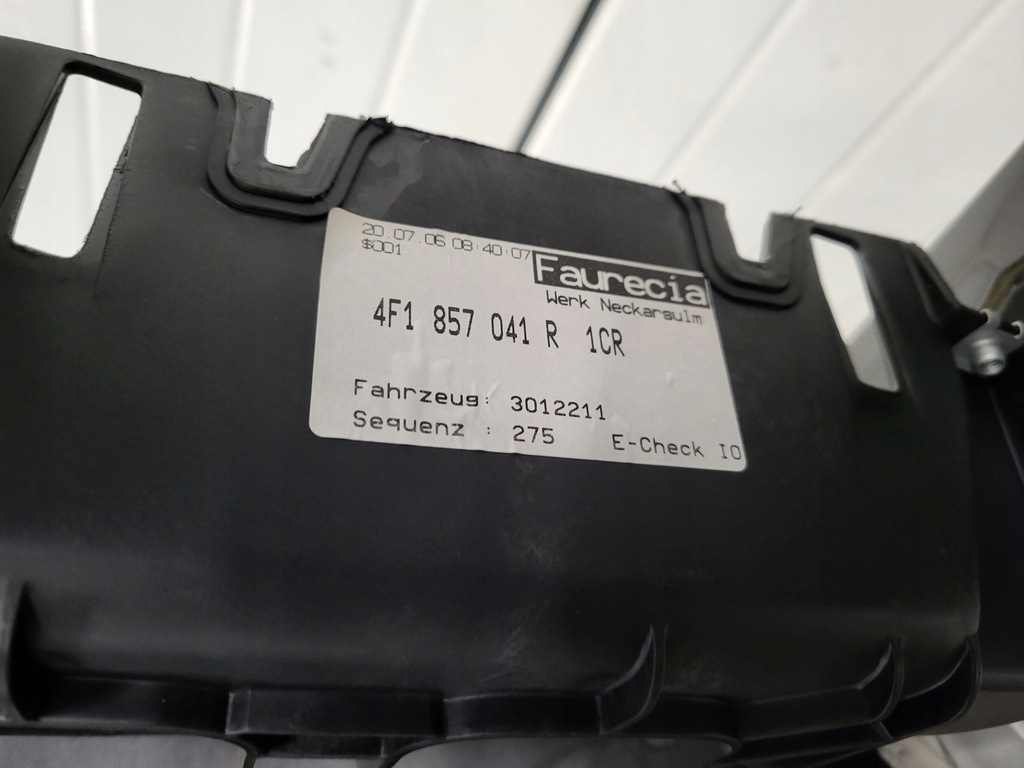 20.07.06 08:40:07
$001
Faurecia
Werk Neckarsulm
4F1 857 041 R 1CR
Fahrzeug: 3012211
Sequenz : 275 E-Check IO